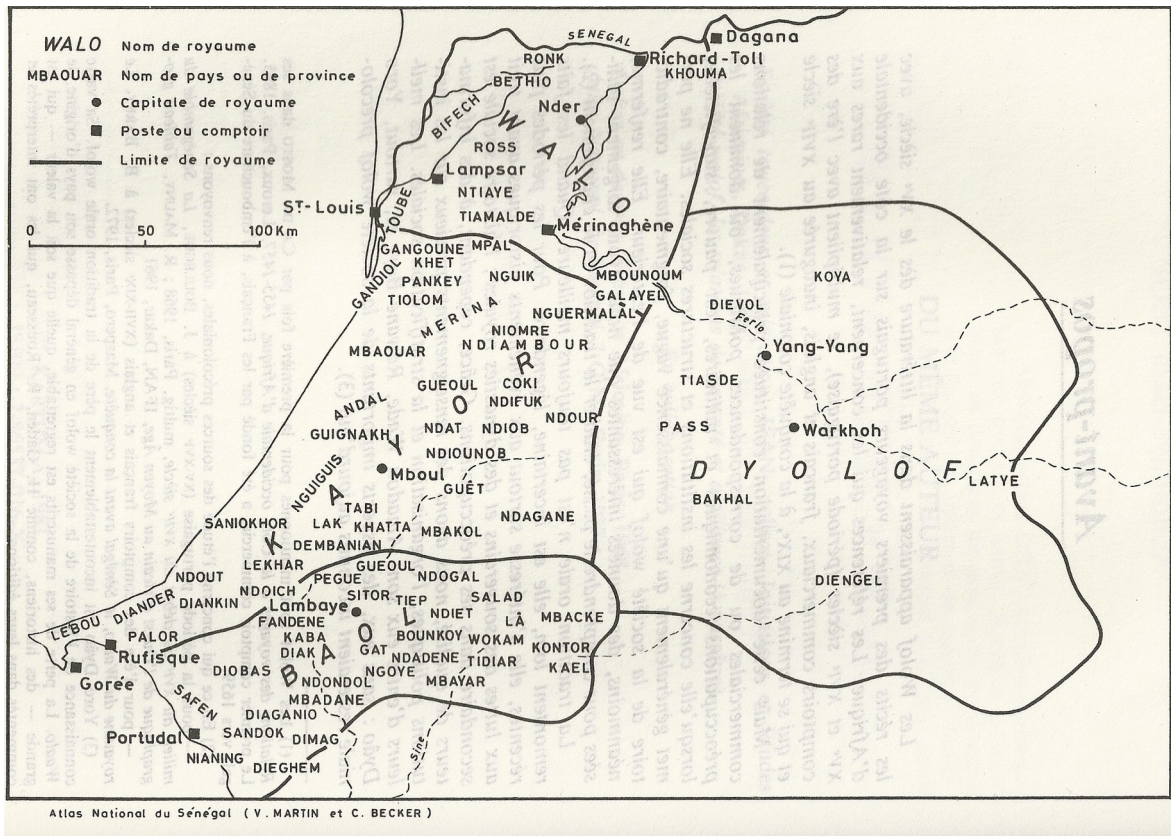 WALO Nom de royaume
MBAOUAR Nom de pays ou de province
Capitale de royaume
Poste ou comptoir
Limite de royaume
0 50 100 Km
SENEGAL
Dagana
Richard-Toll
KHOUMA
RONK
BETHIO
BIFECH
Nder
WALO
ROSS
Lampsar
NTIAYE
St-Louis
TOUBE
TIAMALDE
Mérinaghène
GANGOUNE
MPAL
KHET
GANDIOL
PANKEY
NGUIK
MBOUNOUM
TIOLOM
GALAYEL
KOYA
MERINA
NGUERMALAL
DIEVOL
Ferlo
NIOMRE
NDIAMBOUR
MBAOUAR
Yang-Yang
GUEOUL
COKI
TIASDE
NDIFUK
ANDAL
NDOUR
GUIGNAKH
NDAT
NDIOB
PASS
Warkhoh
NDIOUNOB
Mboul
DYOLOF
LATYE
NGUIGUIS
GUÊT
BAKHAL
KAYOR
TABI
SANIOKHOR
LAK
KHATTA
NDAGANE
MBAKOL
DEMBANIAN
LEKHAR
GUEOUL
NDOUT
PEGUE
NDOGAL
DIENGEL
NDOICH
SITOR
SALAD
DIANDER
DIANKIN
Lambaye
TIEP
NDIET
LÀ
MBACKE
LEBOU
FANDENE
PALOR
KABA
BOUNKOY
WOKAM
Rufisque
DIAK
GAT
KONTOR
NDADENE
TIDIAR
DIOBAS
NGOYE
KAEL
Gorée
NDONDOL
MBAYAR
BAOL
SAFEN
MBADANE
DIAGANIO
Portudal
SANDOK
DIMAG
Sine
NIANING
DIEGHEM
Atlas National du Sénégal (V. MARTIN et C. BECKER)